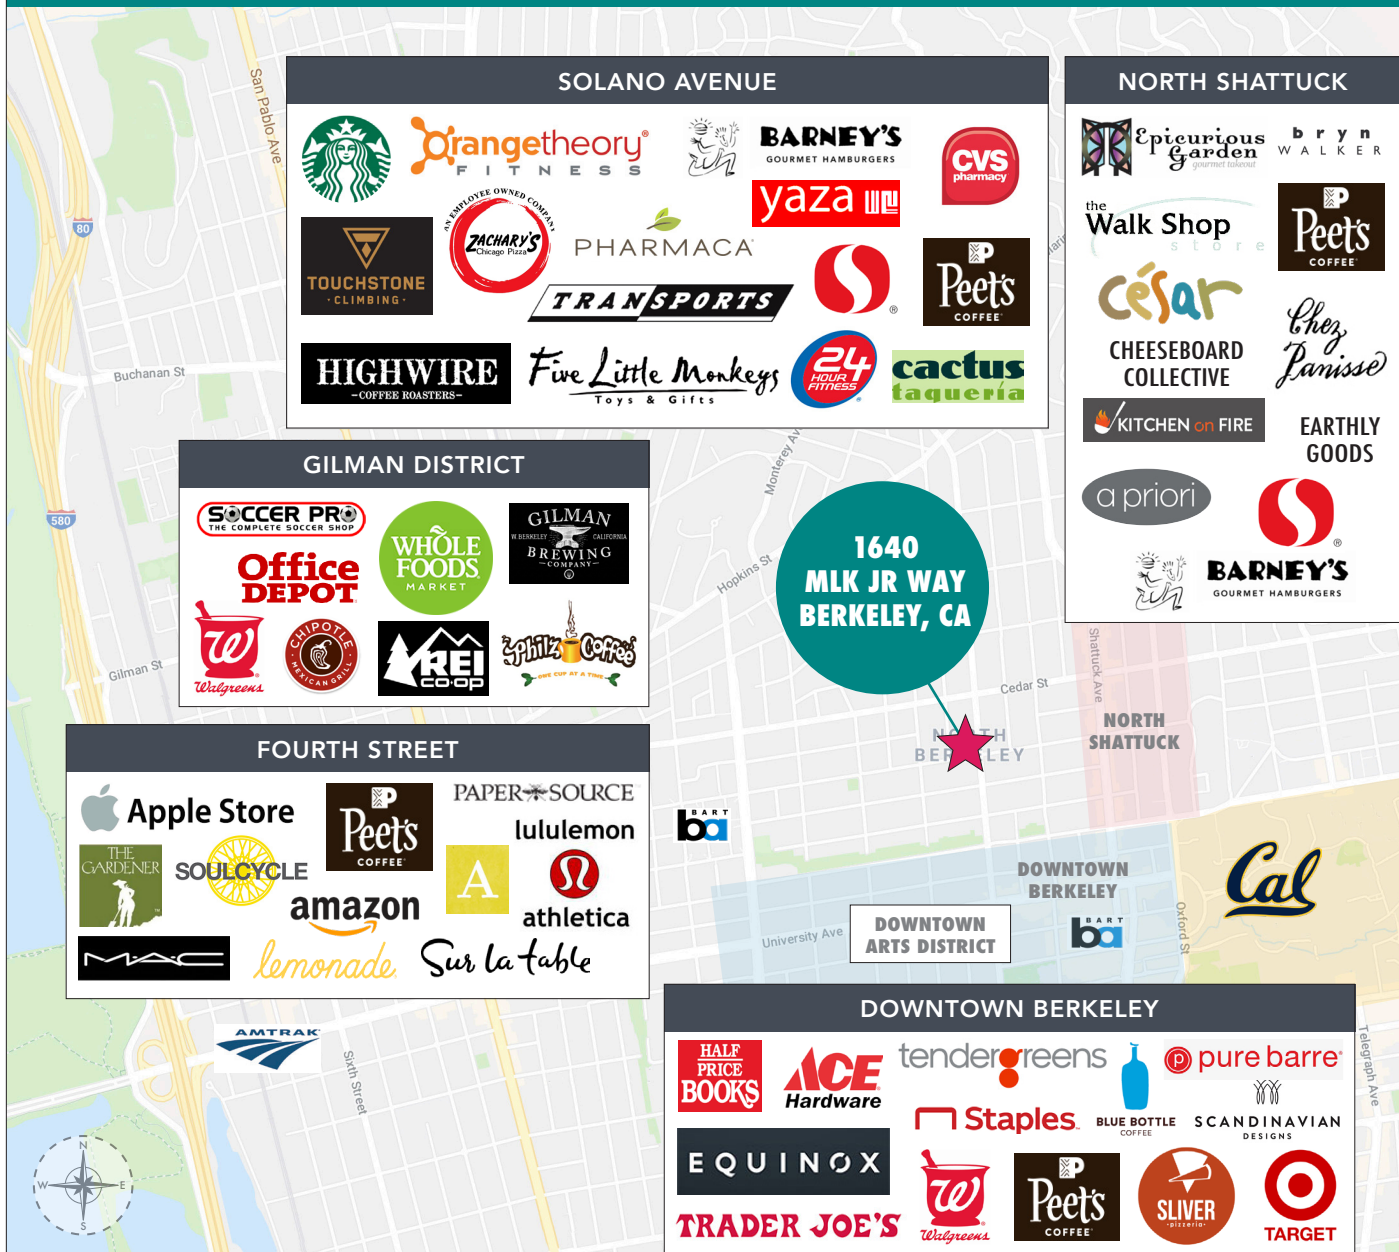 SOLANO AVENUE
Orangetheory®
FITNESS
BARNEY'S
GOURMET HAMBURGERS
CVS
pharmacy
yaza
TOUCHSTONE
·CLIMBING·
AN EMPLOYEE OWNED COMPANY
ZACHARY'S
Chicago Pizza
PHARMACA
TRANSPORTS
®
Peet's
COFFEE
HIGHWIRE
-COFFEE ROASTERS-
Five Little Monkeys
Toys & Gifts
24
HOUR
FITNESS
cactus
taquería
NORTH SHATTUCK
Epicurious
Garden
gourmet takeout
bryn
WALKER
the
Walk Shop
store
Peet's
COFFEE
césar
CHEESEBOARD
COLLECTIVE
Chez
Panisse
KITCHEN on FIRE
EARTHLY
GOODS
a priori
®
BARNEY'S
GOURMET HAMBURGERS
GILMAN DISTRICT
SOCCER PRO
THE COMPLETE SOCCER SHOP
Office
DEPOT
WHOLE
FOODS
MARKET
GILMAN
W.BERKELEY CALIFORNIA
BREWING
-COMPANY-
W
Walgreens
CHIPOTLE
MEXICAN GRILL
REI
co·op
Philz Coffee
ONE CUP AT A TIME
FOURTH STREET
Apple Store
Peet's
COFFEE
PAPER SOURCE
lululemon
athletica
THE
GARDENER
SOULCYCLE
A
amazon
M·A·C
lemonade
Sur la table
1640
MLK JR WAY
BERKELEY, CA
San Pablo Ave
80
Buchanan St
580
Gilman St
Monterey Av
Hopkins St
Cedar St
Shattuck Ave
NORTH
BERKELEY
NORTH
SHATTUCK
BART
ba
DOWNTOWN
BERKELEY
BART
ba
University Ave
DOWNTOWN
ARTS DISTRICT
Oxford St
Cal
AMTRAK
Sixth Street
Telegraph Ave
N
W
E
S
DOWNTOWN BERKELEY
HALF
PRICE
BOOKS
ACE
Hardware
tendergreens
BLUE BOTTLE
COFFEE
pure barre
Staples
SCANDINAVIAN
DESIGNS
EQUINOX
TRADER JOE'S
W
Walgreens
Peet's
COFFEE
SLIVER
·pizzeria·
TARGET